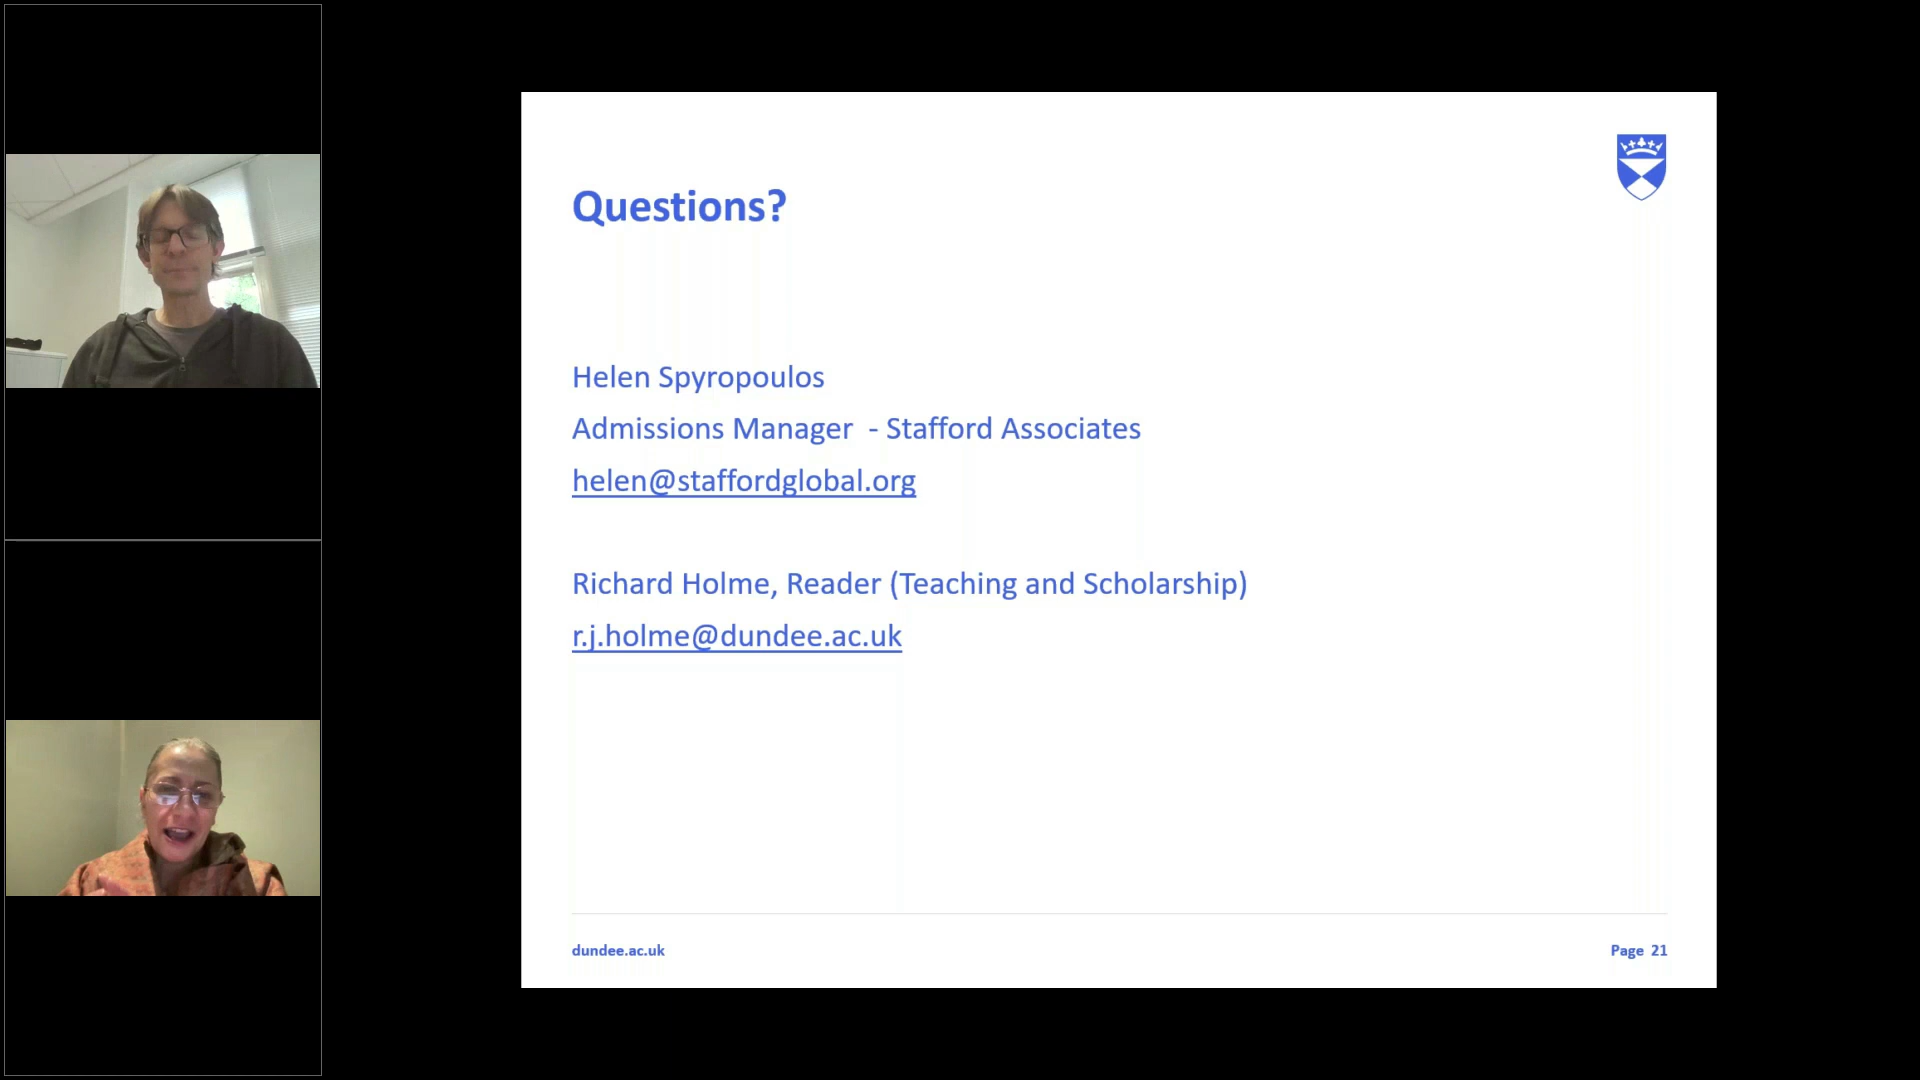 Questions?
Helen Spyropoulos
Admissions Manager  - Stafford Associates
helen@staffordglobal.org
Richard Holme, Reader (Teaching and Scholarship)
r.j.holme@dundee.ac.uk
dundee.ac.uk
Page  21